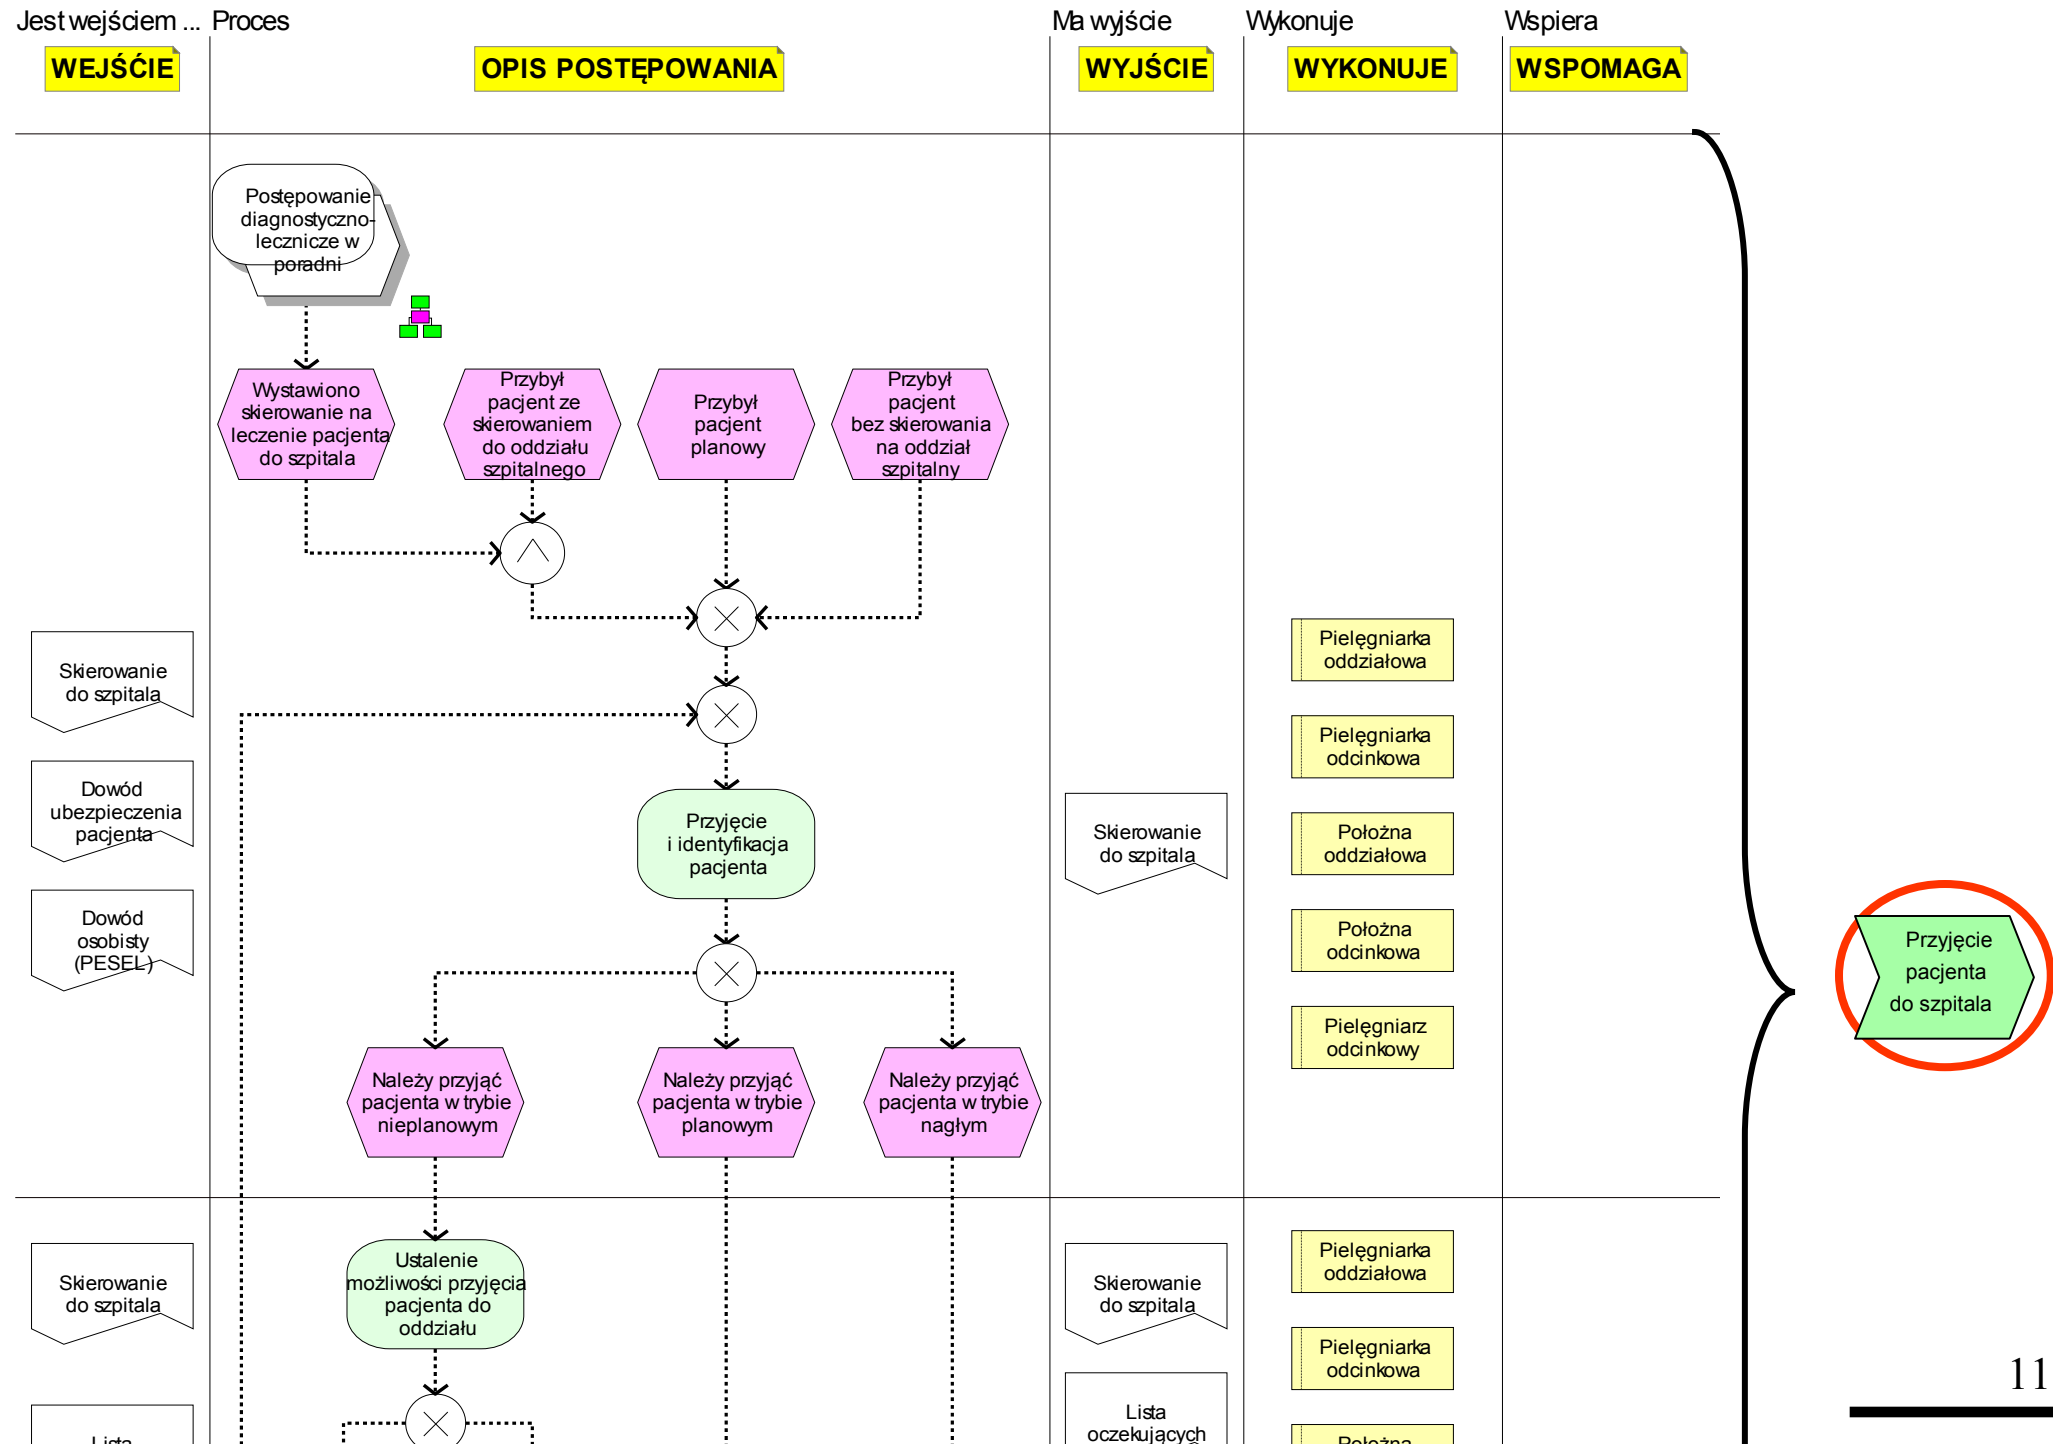 Jest wejściem ...
Proces
Ma wyjście
Wykonuje
Wspiera
WEJŚĆIE
OPIS POSTĘPOWANIA
WYJŚCIE
WYKONUJE
WSPOMAGA
Postępowanie
diagnostyczno-
lecznicze w
poradni
Wystawiono
skierowanie na
leczenie pacjenta
do szpitala
Przybył
pacjent ze
skierowaniem
do oddziału
szpitalnego
Przybył
pacjent
planowy
Przybył
pacjent
bez skierowania
na oddział
szpitalny
Skierowanie
do szpitala
Dowód
ubezpieczenia
pacjenta
Dowód
osobisty
(PESEL)
Przyjęcie
i identyfikacja
pacjenta
Skierowanie
do szpitala
Pielęgniarka
oddziałowa
Pielęgniarka
odcinkowa
Położna
oddziałowa
Położna
odcinkowa
Pielęgniarz
odcinkowy
Przyjęcie
pacjenta
do szpitala
Należy przyjąć
pacjenta w trybie
nieplanowym
Należy przyjąć
pacjenta w trybie
planowym
Należy przyjąć
pacjenta w trybie
nagłym
Skierowanie
do szpitala
Ustalenie
możliwości przyjęcia
pacjenta do
oddziału
Skierowanie
do szpitala
Pielęgniarka
oddziałowa
Pielęgniarka
odcinkowa
Lista
Lista
oczekujących
Położna
11